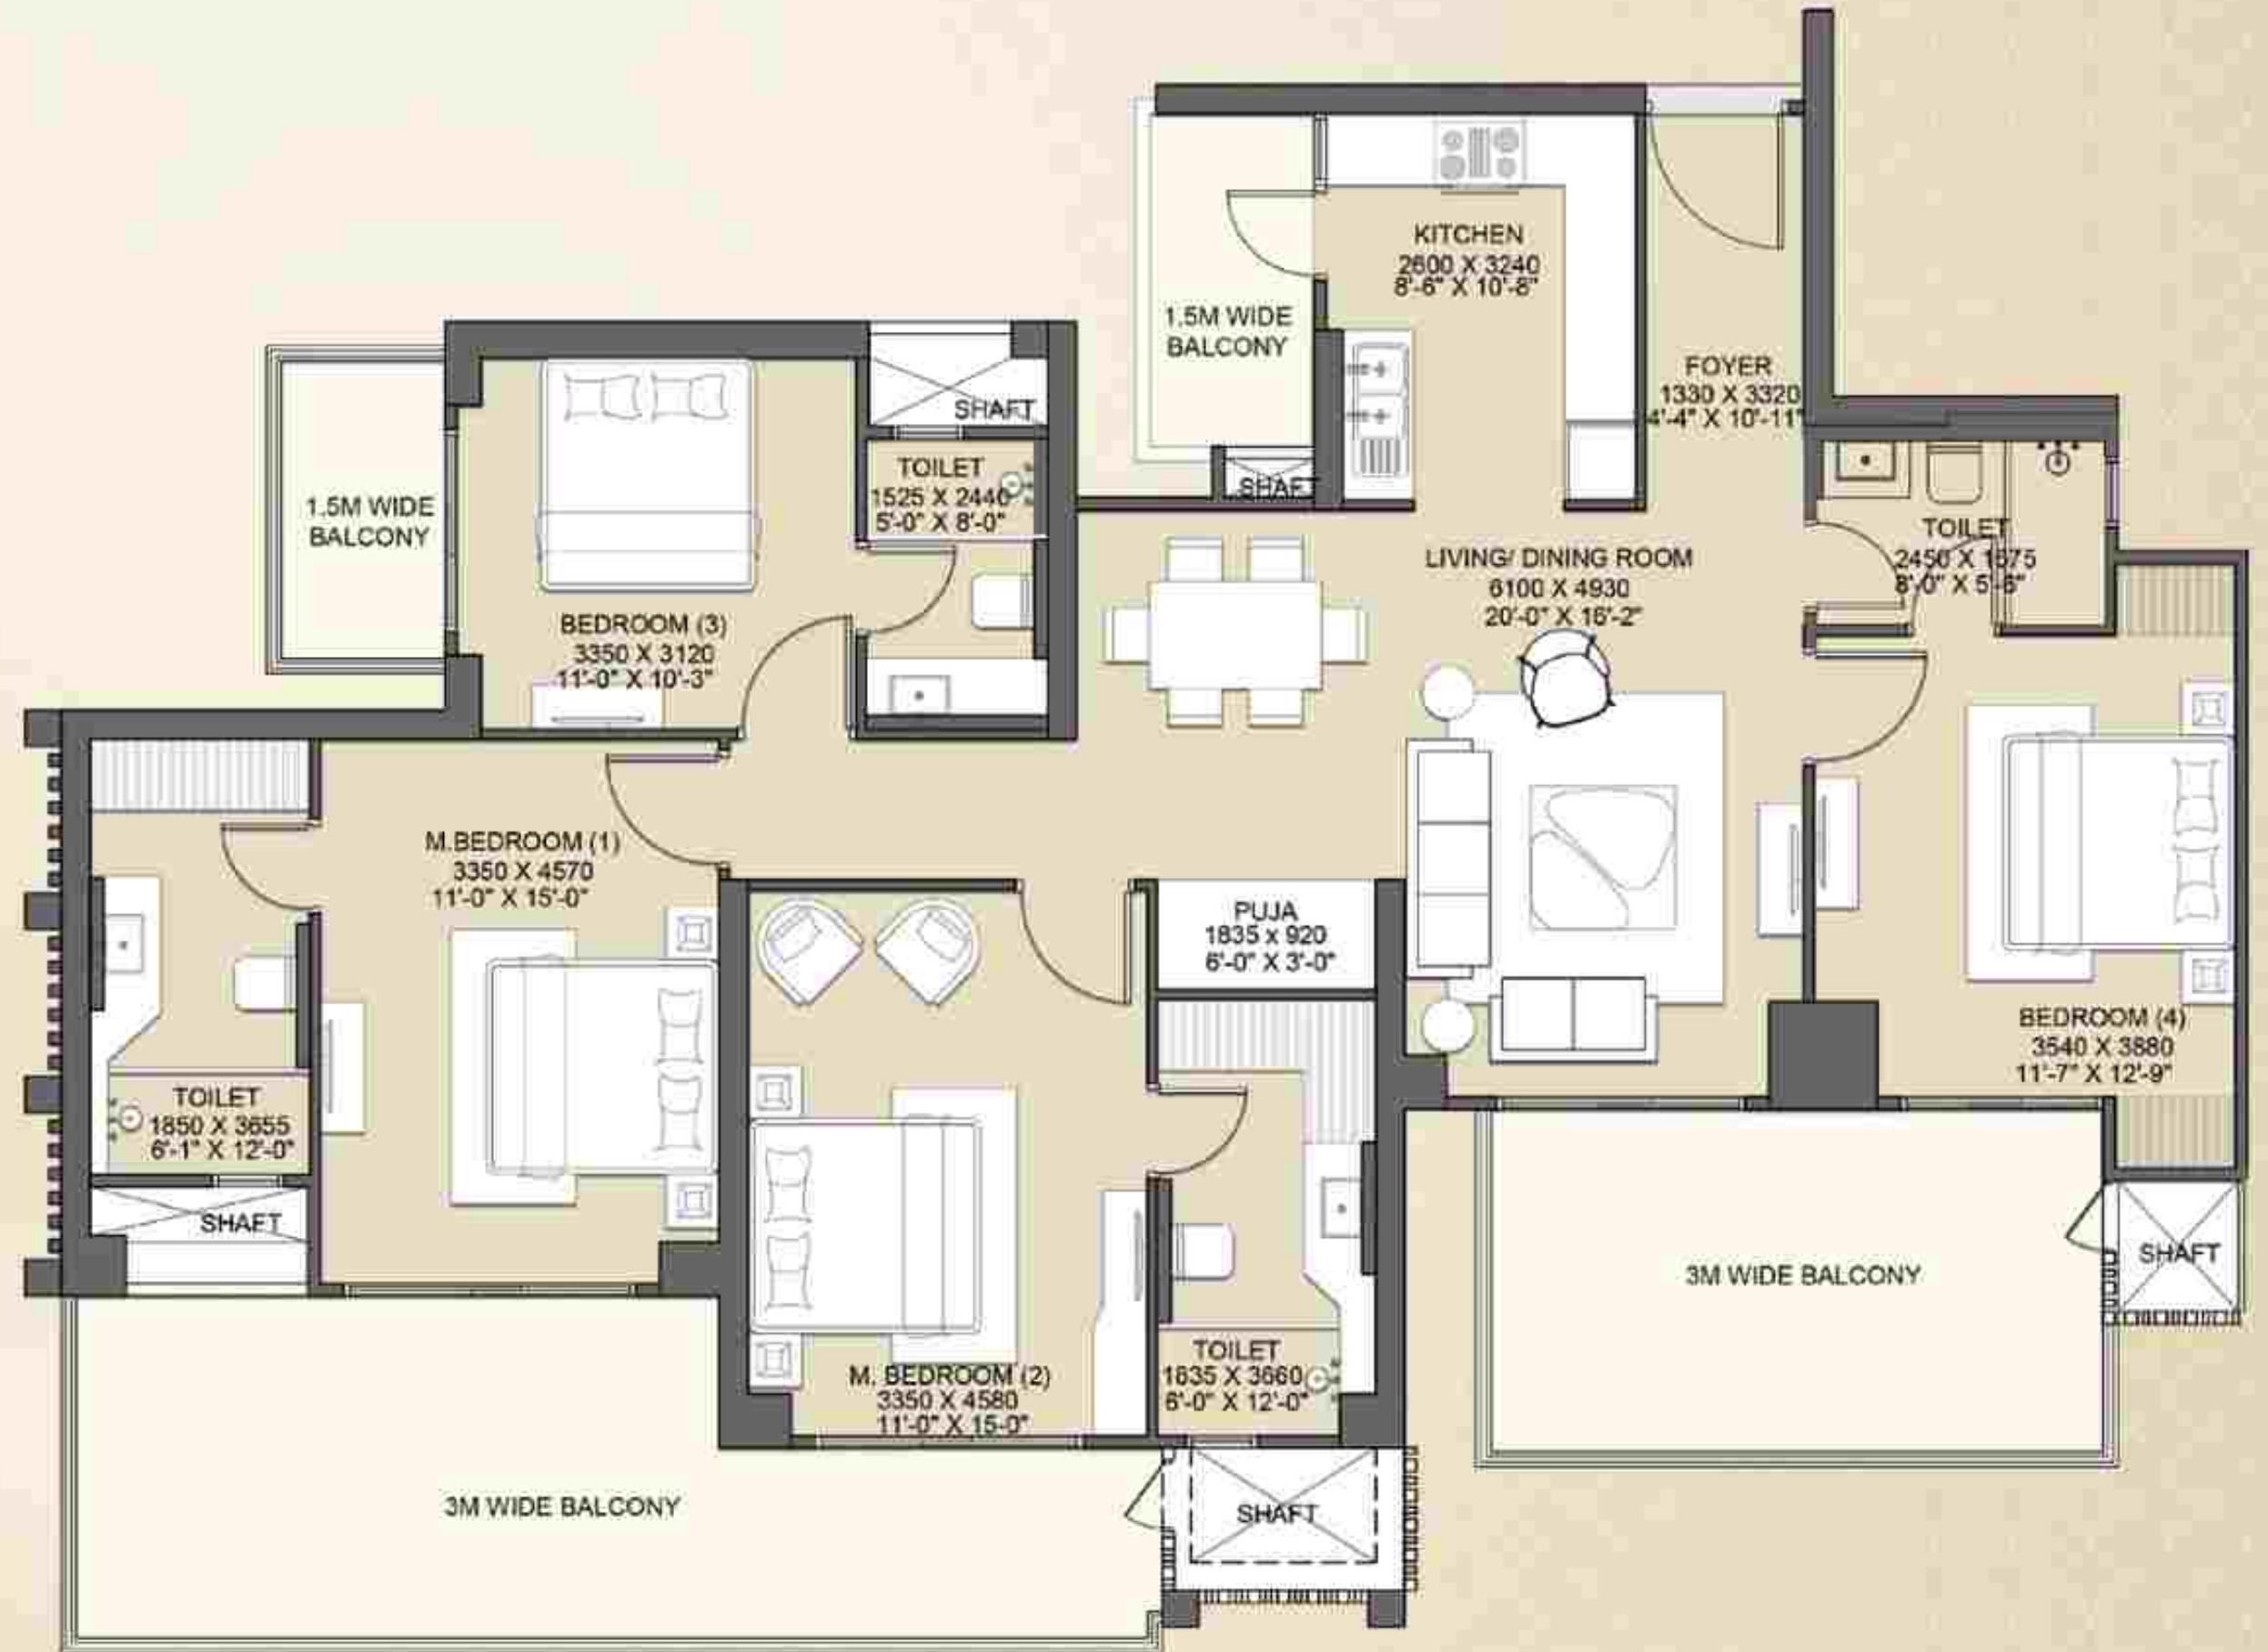 KITCHEN
2600 X 3240
8'-6" X 10'-8"
1.5M WIDE
BALCONY
FOYER
1330 X 3320
4'-4" X 10'-11"
SHAFT
SHAFT
TOILET
1525 X 2440
5'-0" X 8'-0"
1.5M WIDE
BALCONY
TOILET
2450 X 1675
8'-0" X 5'-6"
LIVING/ DINING ROOM
6100 X 4930
20'-0" X 16'-2"
BEDROOM (3)
3350 X 3120
11'-0" X 10'-3"
M.BEDROOM (1)
3350 X 4570
11'-0" X 15'-0"
PUJA
1835 x 920
6'-0" X 3'-0"
BEDROOM (4)
3540 X 3880
11'-7" X 12'-9"
TOILET
1850 X 3655
6'-1" X 12'-0"
SHAFT
SHAFT
3M WIDE BALCONY
M. BEDROOM (2)
3350 X 4580
11'-0" X 15-0"
TOILET
1835 X 3660
6'-0" X 12'-0"
3M WIDE BALCONY
SHAFT